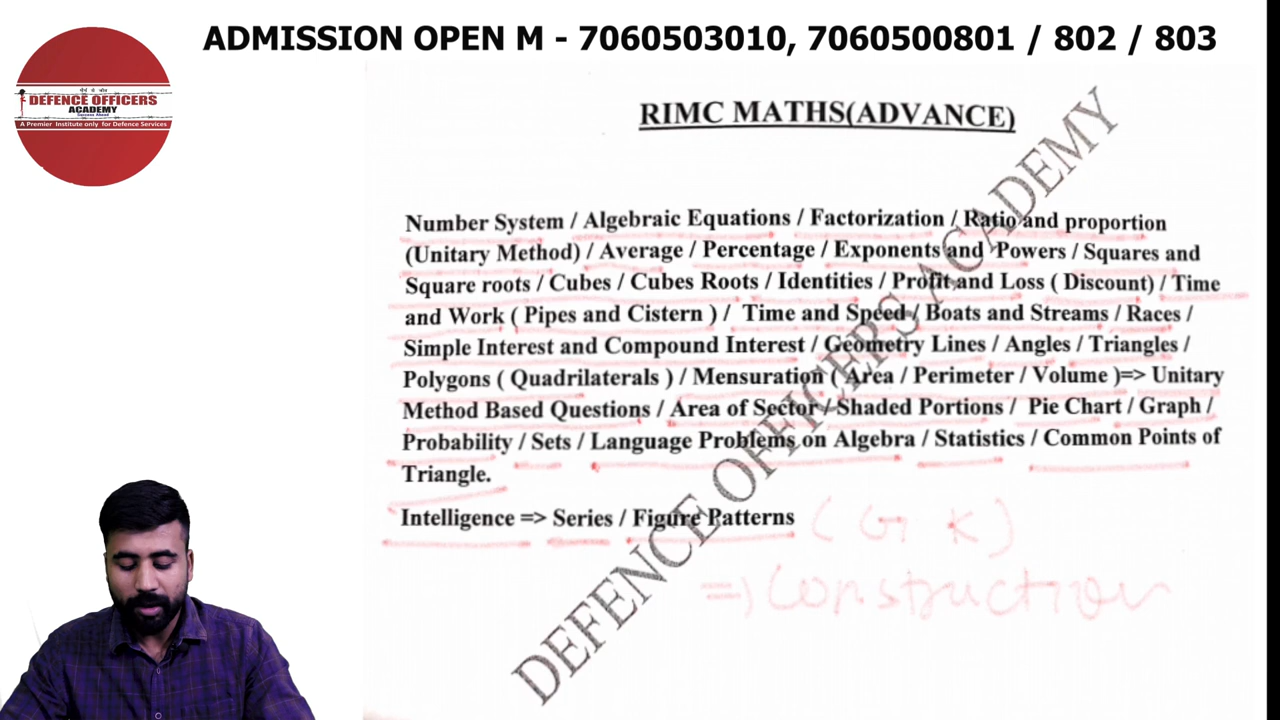 ADMISSION OPEN M - 7060503010, 7060500801 / 802 / 803
DEFENCE OFFICERS
ACADEMY
Success Ahead
A Premier Institute only for Defence Services
RIMC MATHS(ADVANCE)
Number System / Algebraic Equations / Factorization / Ratio and proportion
(Unitary Method) / Average / Percentage / Exponents and Powers / Squares and
Square roots / Cubes / Cubes Roots / Identities / Profit and Loss ( Discount) / Time
and Work ( Pipes and Cistern ) / Time and Speed / Boats and Streams / Races /
Simple Interest and Compound Interest / Geometry Lines / Angles / Triangles /
Polygons ( Quadrilaterals ) / Mensuration ( Area / Perimeter / Volume )=> Unitary
Method Based Questions / Area of Sector / Shaded Portions / Pie Chart / Graph /
Probability / Sets / Language Problems on Algebra / Statistics / Common Points of
Triangle.
Intelligence => Series / Figure Patterns (GK)
=> Construction
DEFENCE OFFICERS ACADEMY